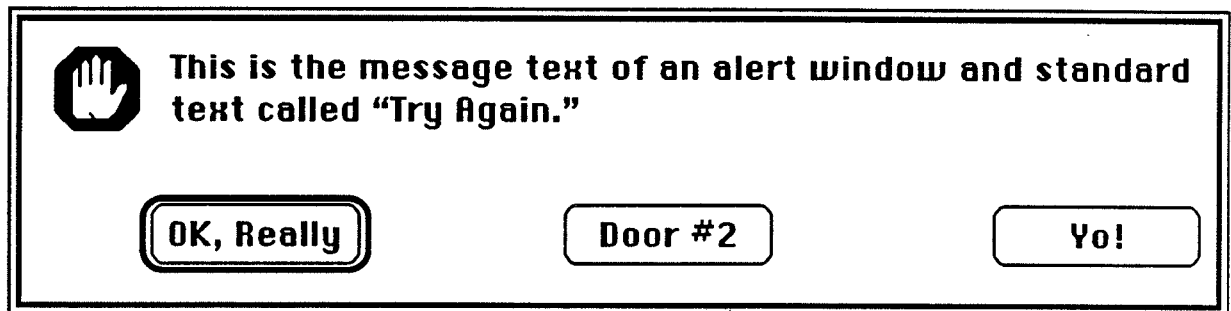 This is the message text of an alert window and standard
text called “Try Again.”
OK, Really
Door #2
Yo!